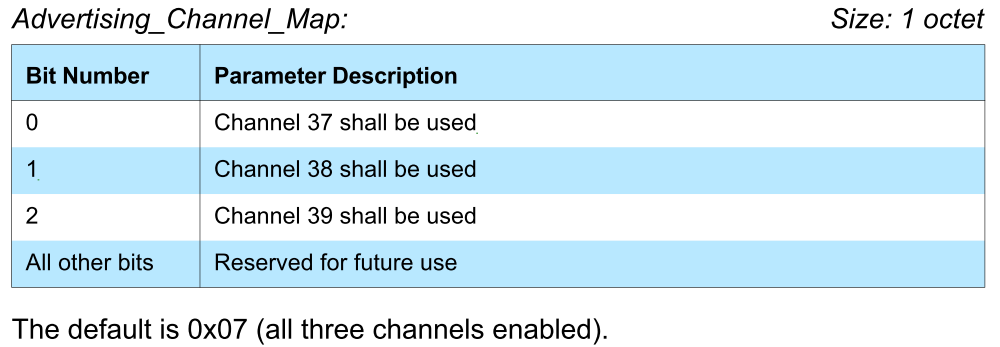 Advertising_Channel_Map: Size: 1 octet
Bit Number Parameter Description
0 Channel 37 shall be used
1 Channel 38 shall be used
2 Channel 39 shall be used
All other bits Reserved for future use
The default is 0x07 (all three channels enabled).